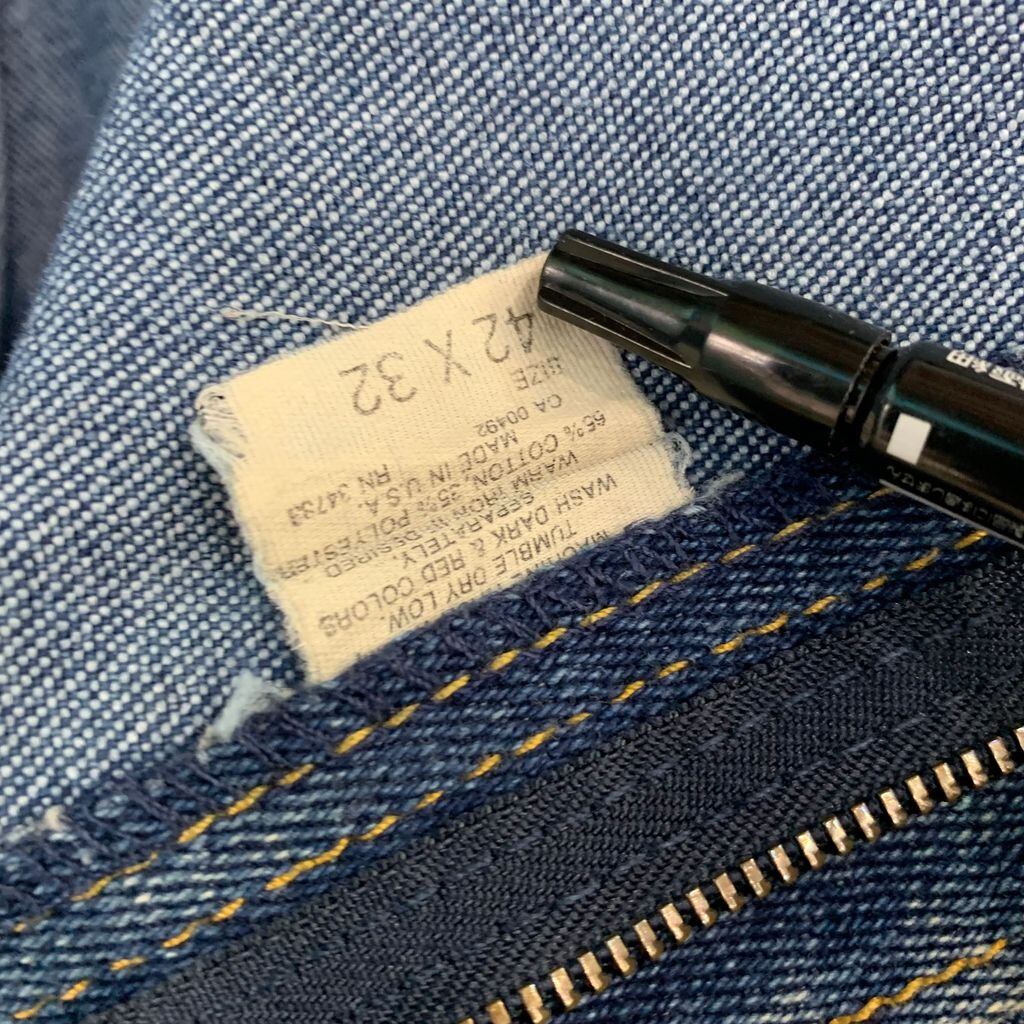 TUMBLE DRY LOW.
WASH DARK & RED COLORS
SEPARATELY
WARM IRON IF DESIRED
65% COTTON, 35% POLYESTER
MADE IN U.S.A.
CA 00492 RN 34733
SIZE
42 X 32